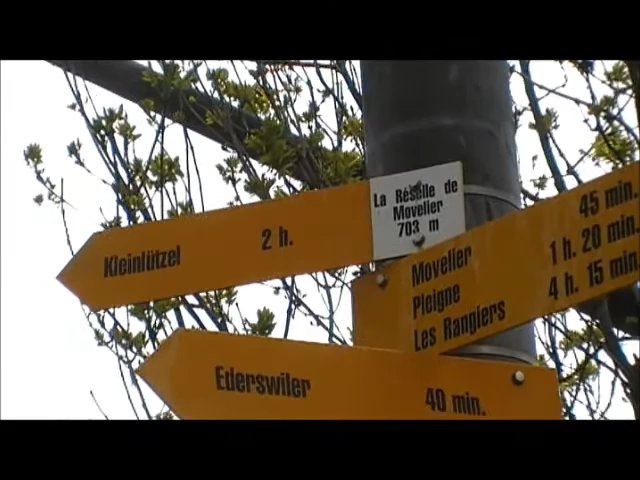 La Réselle de
Movelier
703 m
Kleinlützel 2 h.
Movelier 45 min.
Pleigne 1 h. 20 min.
Les Rangiers 4 h. 15 min.
Ederswiler 40 min.